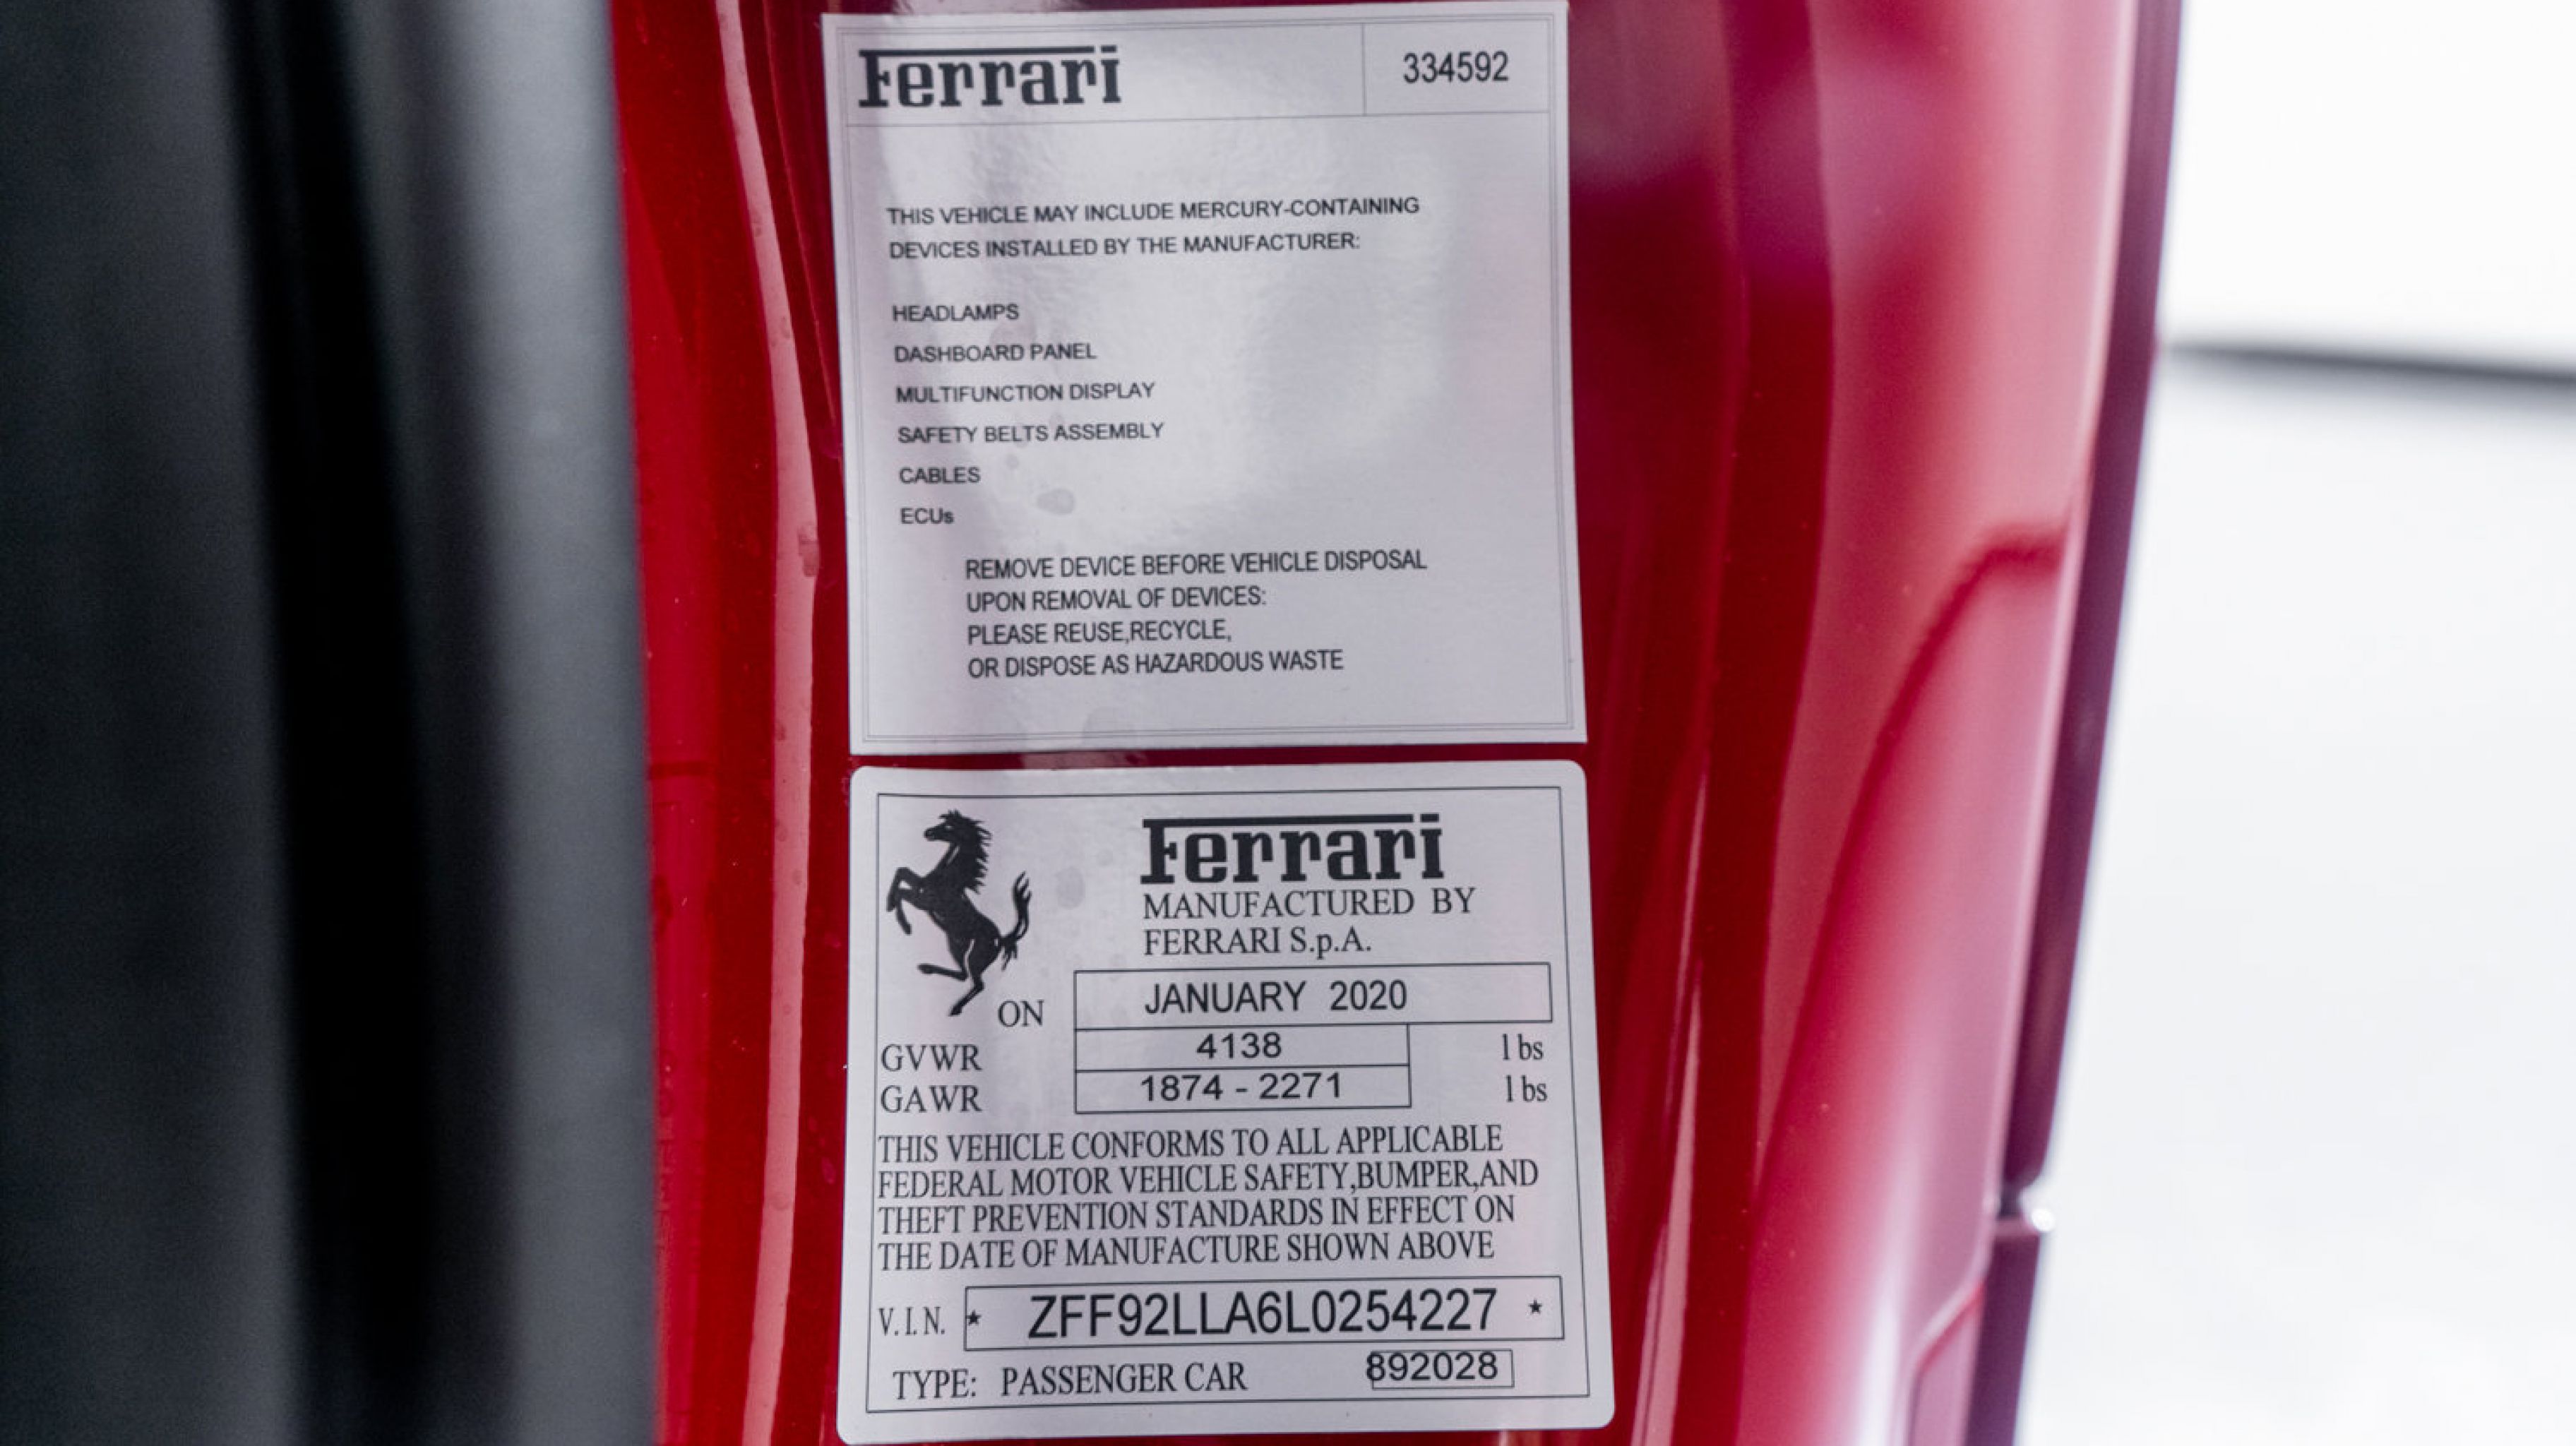 Ferrari 334592
THIS VEHICLE MAY INCLUDE MERCURY-CONTAINING
DEVICES INSTALLED BY THE MANUFACTURER:
HEADLAMPS
DASHBOARD PANEL
MULTIFUNCTION DISPLAY
SAFETY BELTS ASSEMBLY
CABLES
ECUs
REMOVE DEVICE BEFORE VEHICLE DISPOSAL
UPON REMOVAL OF DEVICES:
PLEASE REUSE,RECYCLE,
OR DISPOSE AS HAZARDOUS WASTE
Ferrari
MANUFACTURED BY
FERRARI S.p.A.
ON JANUARY 2020
GVWR 4138 lbs
GAWR 1874 - 2271 lbs
THIS VEHICLE CONFORMS TO ALL APPLICABLE
FEDERAL MOTOR VEHICLE SAFETY,BUMPER,AND
THEFT PREVENTION STANDARDS IN EFFECT ON
THE DATE OF MANUFACTURE SHOWN ABOVE
V.I.N. * ZFF92LLA6L0254227 *
TYPE: PASSENGER CAR 892028